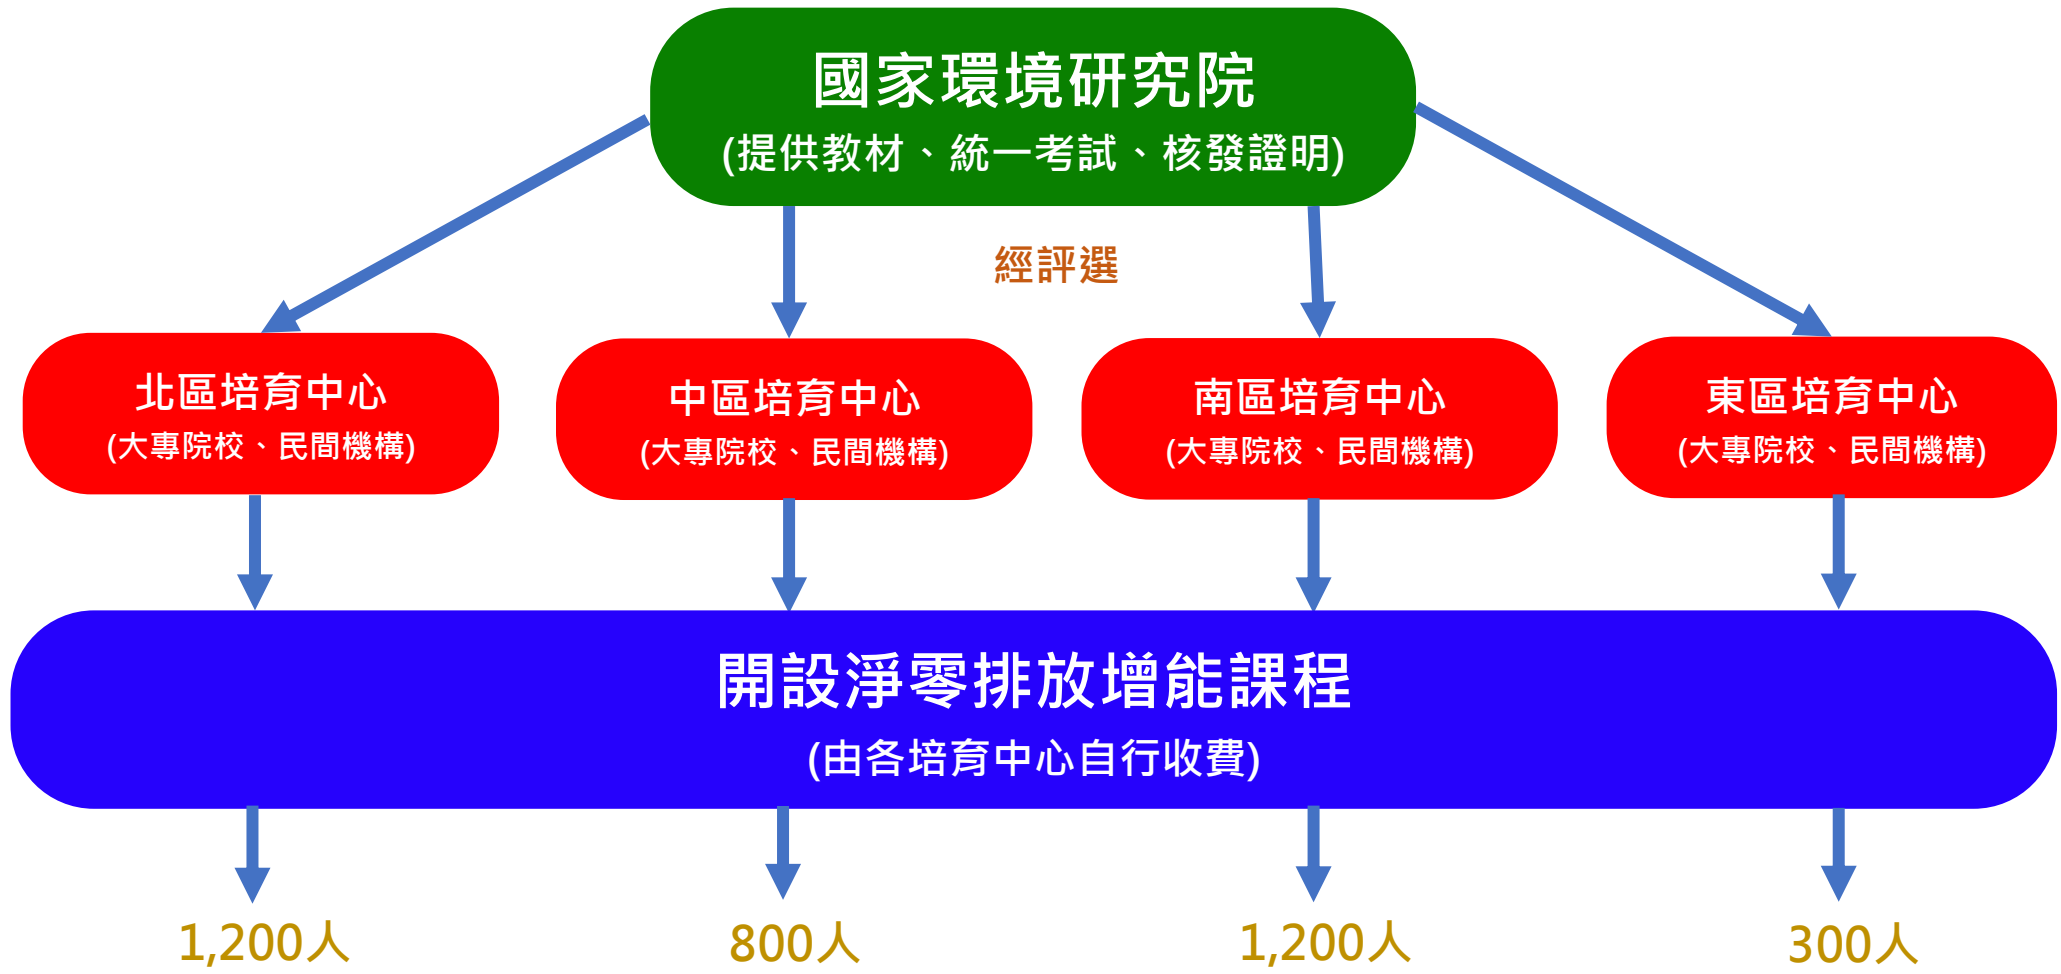 國家環境研究院
(提供教材、統一考試、核發證明)
經評選
北區培育中心
(大專院校、民間機構)
中區培育中心
(大專院校、民間機構)
南區培育中心
(大專院校、民間機構)
東區培育中心
(大專院校、民間機構)
開設淨零排放增能課程
(由各培育中心自行收費)
1,200人
800人
1,200人
300人